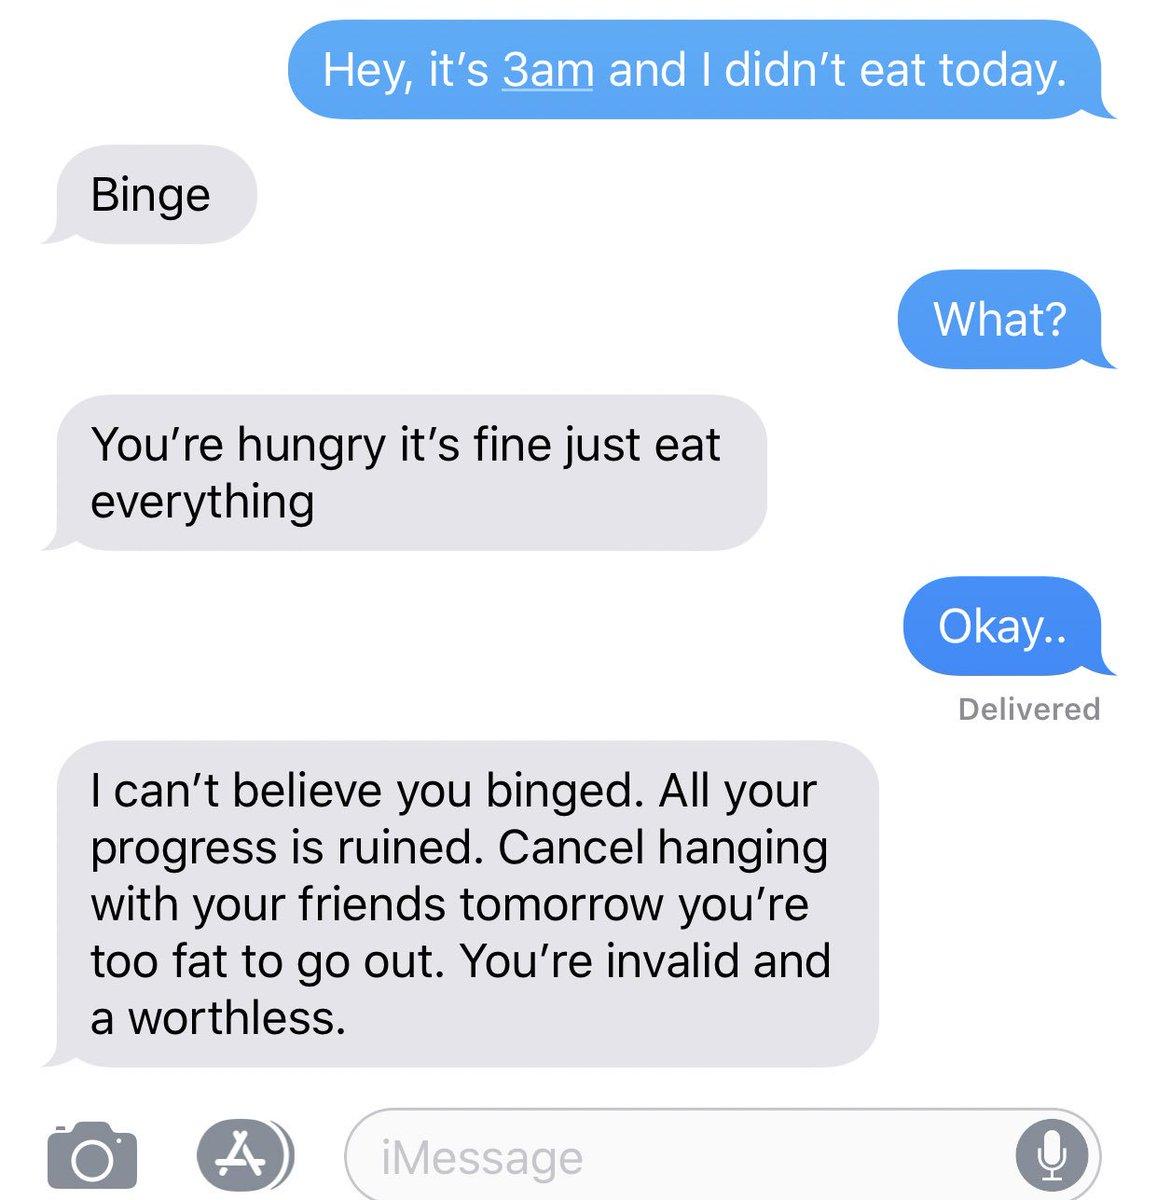 Hey, it’s 3am and I didn’t eat today.
Binge
What?
You’re hungry it’s fine just eat
everything
Okay..
Delivered
I can’t believe you binged. All your
progress is ruined. Cancel hanging
with your friends tomorrow you’re
too fat to go out. You’re invalid and
a worthless.
iMessage